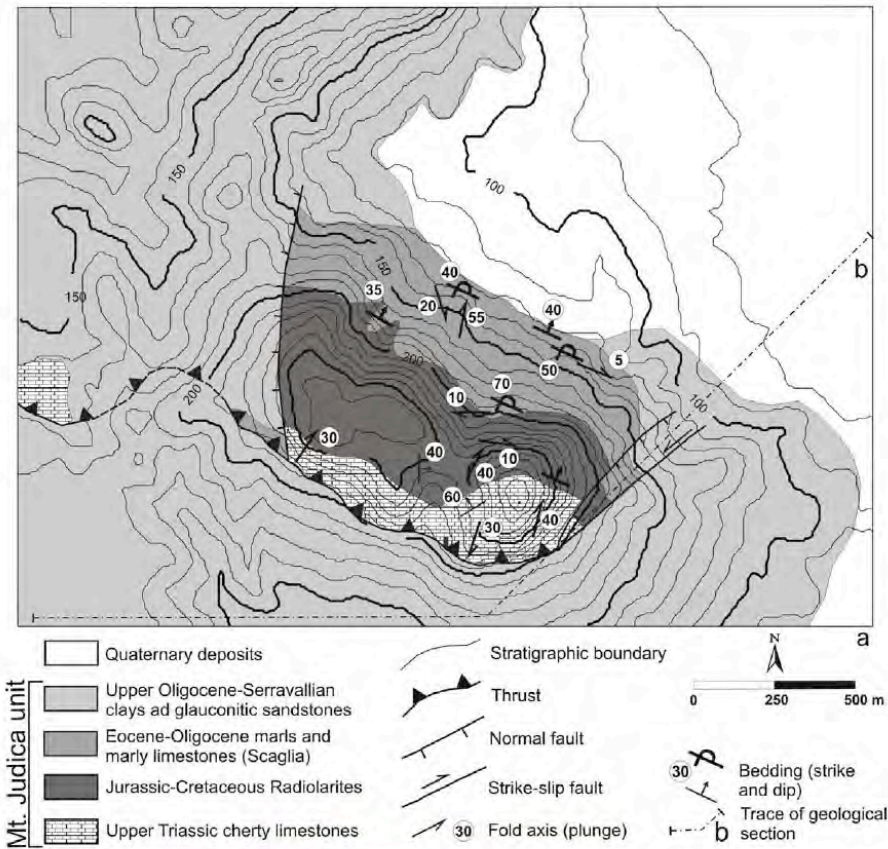 150
100
b
150
40
150
35
20
55
40
200
50
5
70
10
200
100
30
40
10
40
60
40
30
a
Quaternary deposits
Stratigraphic boundary
N
Upper Oligocene-Serravallian
clays ad glauconitic sandstones
Thrust
0 250 500 m
Eocene-Oligocene marls and
marly limestones (Scaglia)
Normal fault
Jurassic-Cretaceous Radiolarites
Strike-slip fault
30 Bedding (strike
and dip)
Upper Triassic cherty limestones
30 Fold axis (plunge)
b Trace of geological
section
Mt. Judica unit